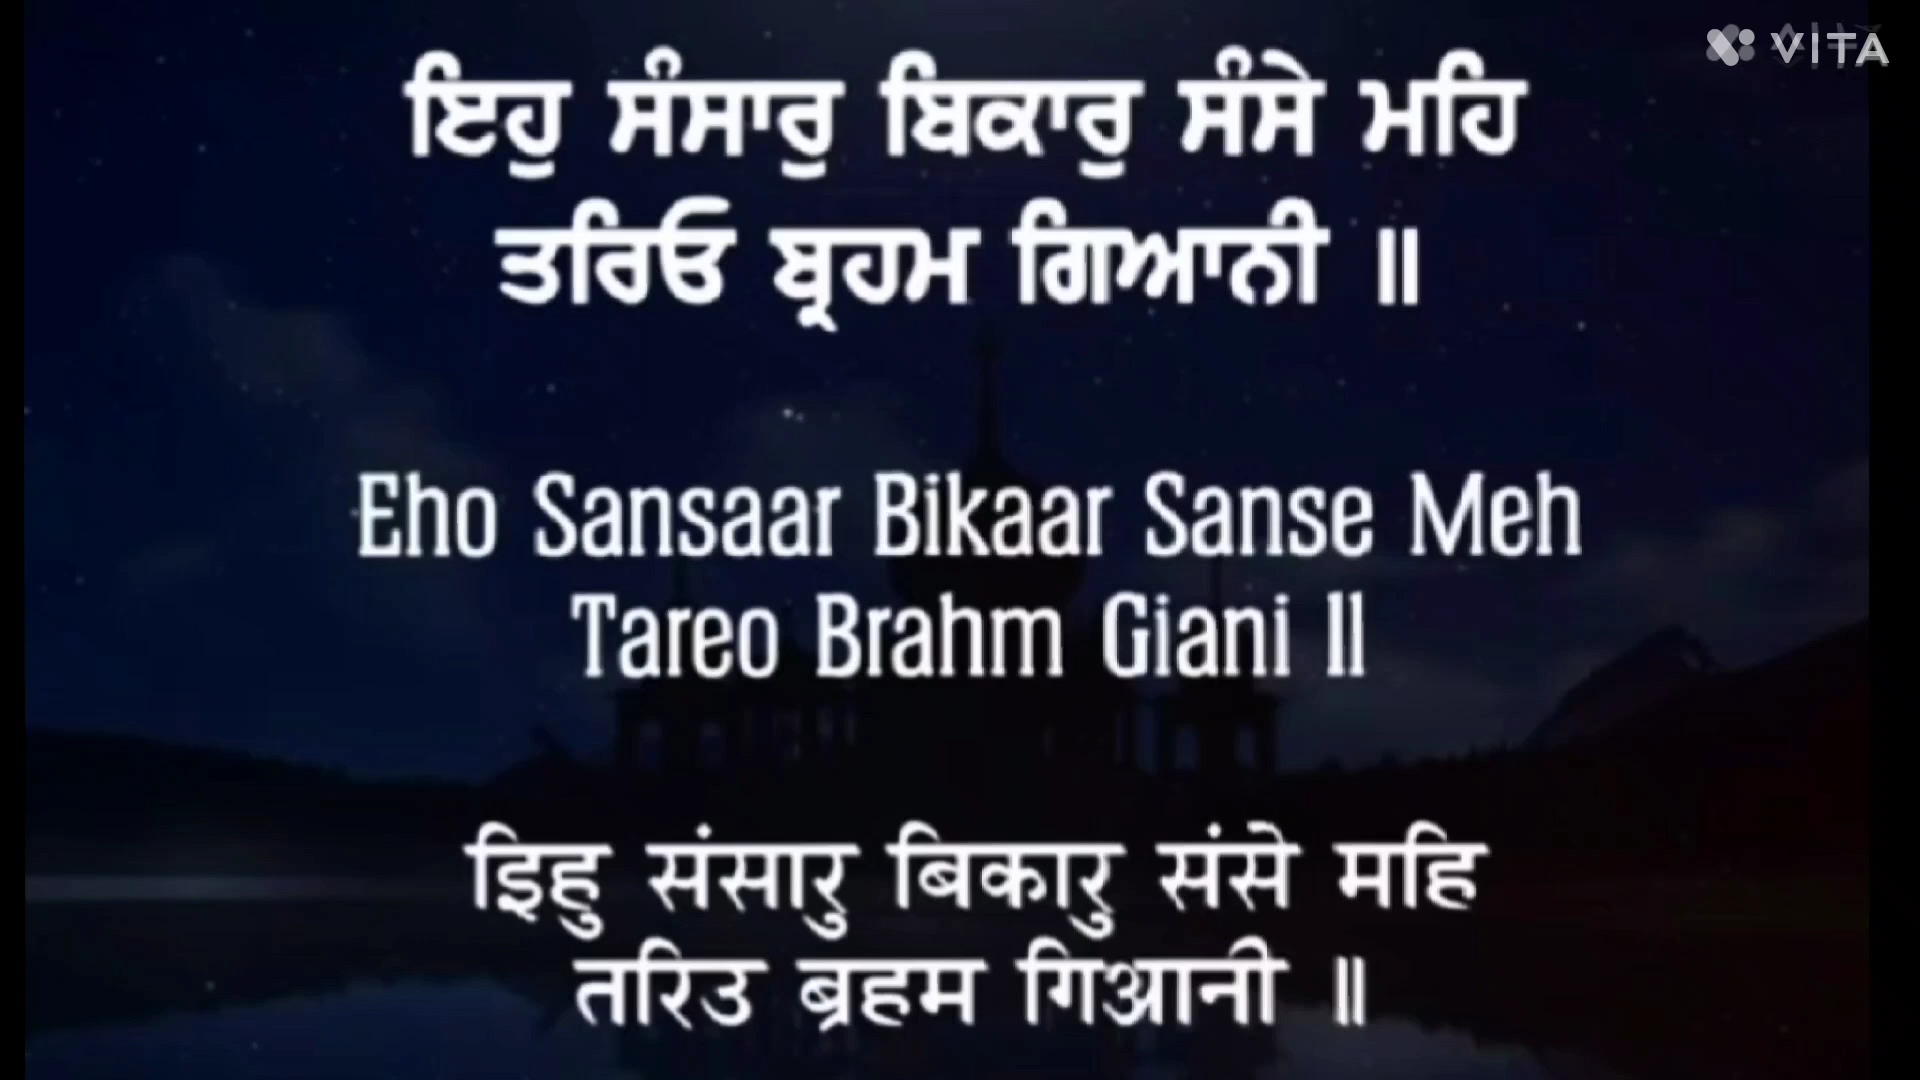 VITA
ਇਹੁ ਸੰਸਾਰੁ ਬਿਕਾਰੁ ਸੰਸੇ ਮਹਿ
ਤਰਿਓ ਬ੍ਰਹਮ ਗਿਆਨੀ ॥
Eho Sansaar Bikaar Sanse Meh
Tareo Brahm Giani ll
इिहु संसारु बिकारु संसे महि
तरिउ ब्रहम गिआनी ॥